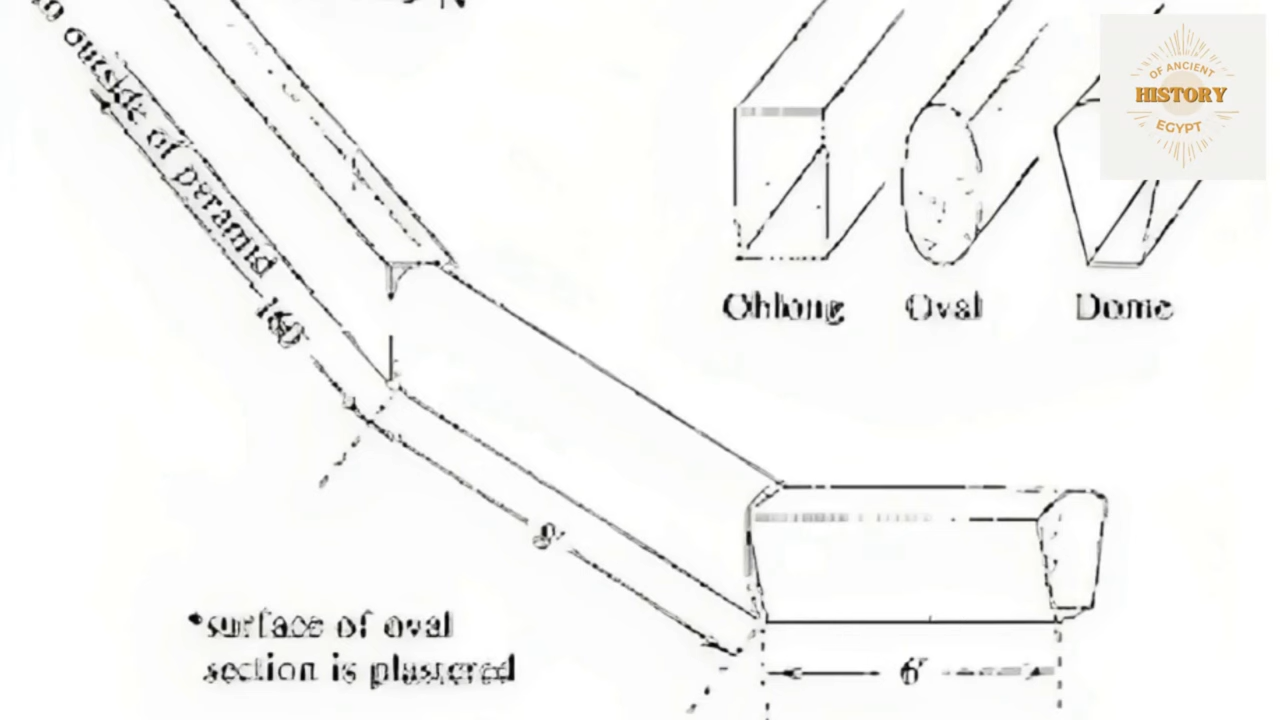 to outside of pyramid
160'
8'
Oblong
Oval
Dome
6'
*surface of oval
section is plastered
OF ANCIENT
HISTORY
EGYPT